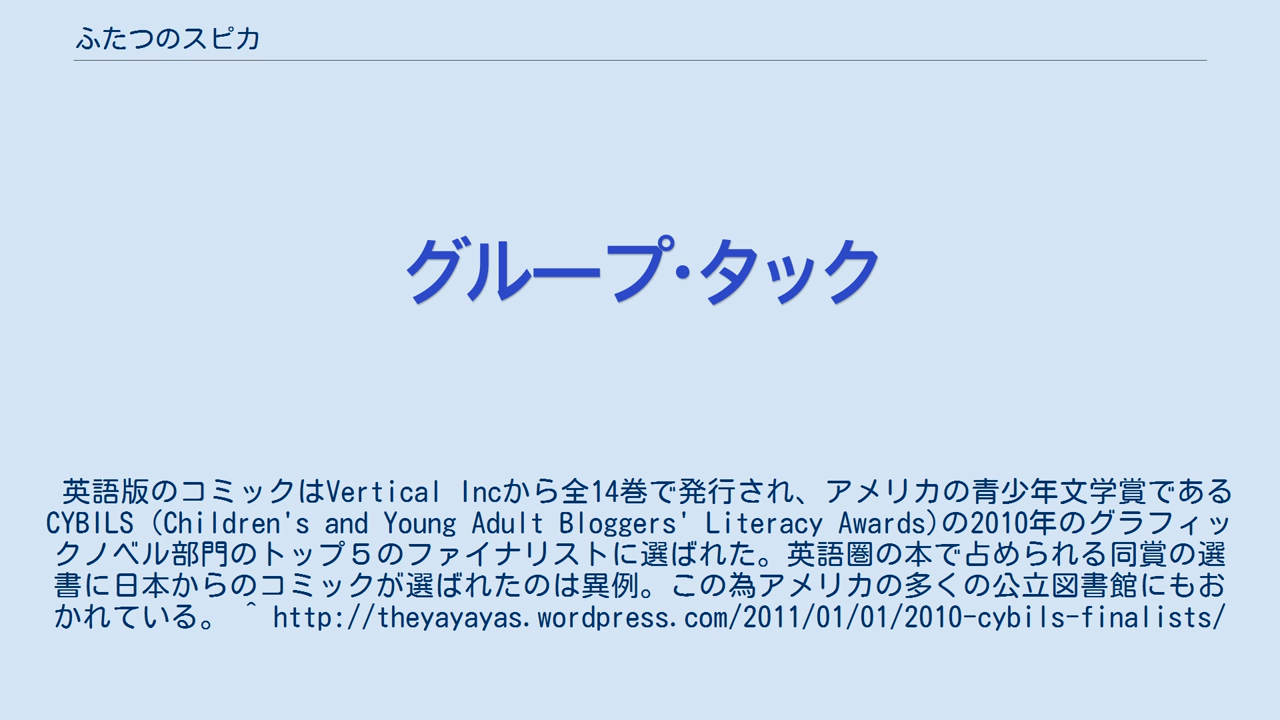 ふたつのスピカ
グループ・タック
英語版のコミックはVertical Incから全14巻で発行され、アメリカの青少年文学賞である
CYBILS (Children's and Young Adult Bloggers' Literacy Awards)の2010年のグラフィッ
クノベル部門のトップ５のファイナリストに選ばれた。英語圏の本で占められる同賞の選
書に日本からのコミックが選ばれたのは異例。この為アメリカの多くの公立図書館にもお
かれている。 ^ http://theyayayas.wordpress.com/2011/01/01/2010-cybils-finalists/